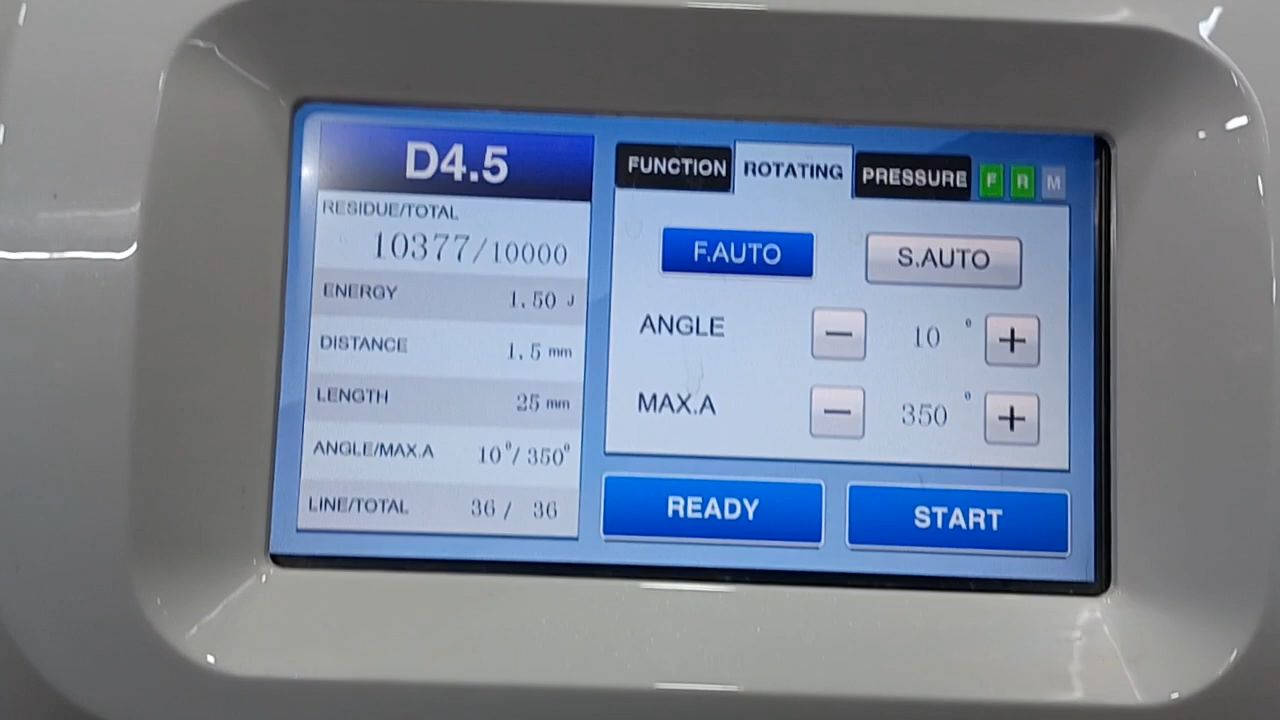 D4.5
RESIDUE/TOTAL
10377/10000
ENERGY 1.50 J
DISTANCE 1.5 mm
LENGTH 25 mm
ANGLE/MAX.A 10°/350°
LINE/TOTAL 36/ 36
FUNCTION ROTATING PRESSURE F R M
F.AUTO S.AUTO
ANGLE − 10 ° +
MAX.A − 350 ° +
READY START